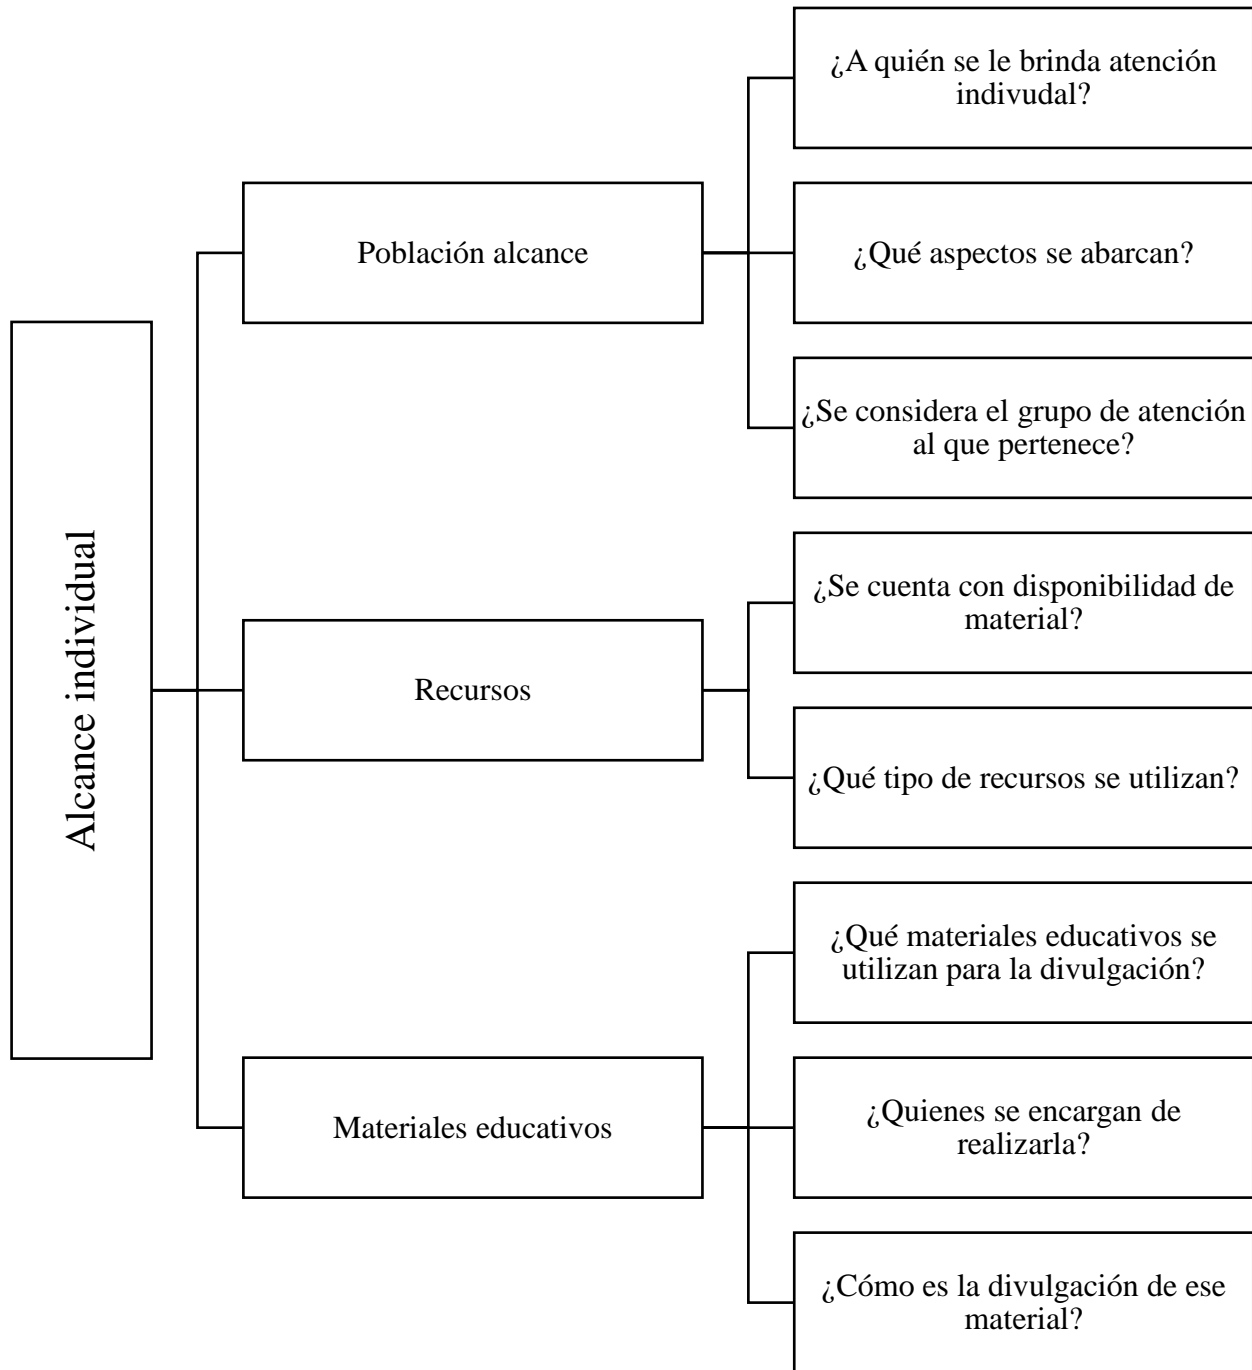 Alcance individual
Población alcance
¿A quién se le brinda atención
indivudal?
¿Qué aspectos se abarcan?
¿Se considera el grupo de atención
al que pertenece?
Recursos
¿Se cuenta con disponibilidad de
material?
¿Qué tipo de recursos se utilizan?
Materiales educativos
¿Qué materiales educativos se
utilizan para la divulgación?
¿Quienes se encargan de
realizarla?
¿Cómo es la divulgación de ese
material?